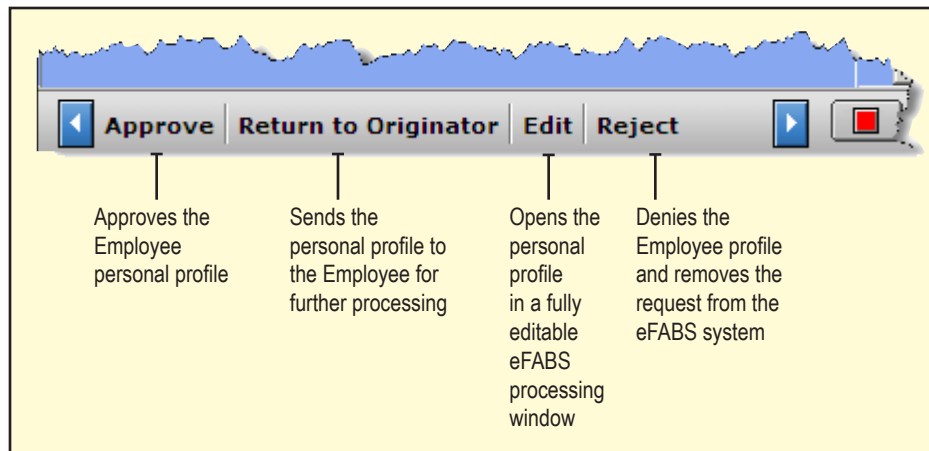 Approve
Return to Originator
Edit
Reject
Approves the
Employee
personal profile
Sends the
personal profile to
the Employee for
further processing
Opens the
personal
profile
in a fully
editable
eFABS
processing
window
Denies the
Employee profile
and removes the
request from the
eFABS system